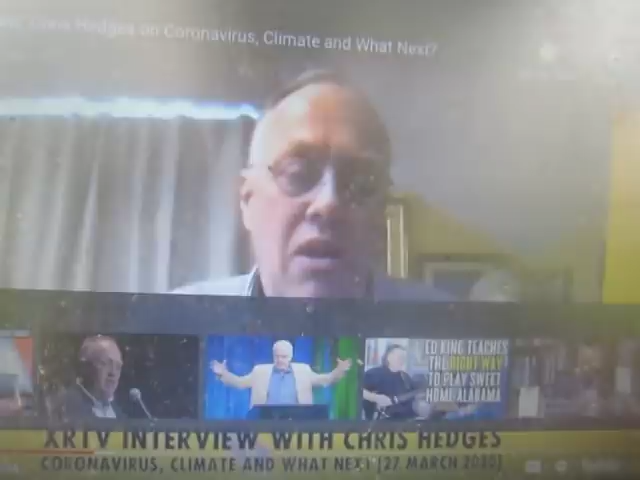 Chris Hedges on Coronavirus, Climate and What Next?
ED KING TEACHES
THE RIGHT WAY
TO PLAY SWEET
HOME ALABAMA
XRTV INTERVIEW WITH CHRIS HEDGES
CORONAVIRUS, CLIMATE AND WHAT NEXT [27 MARCH 2020]